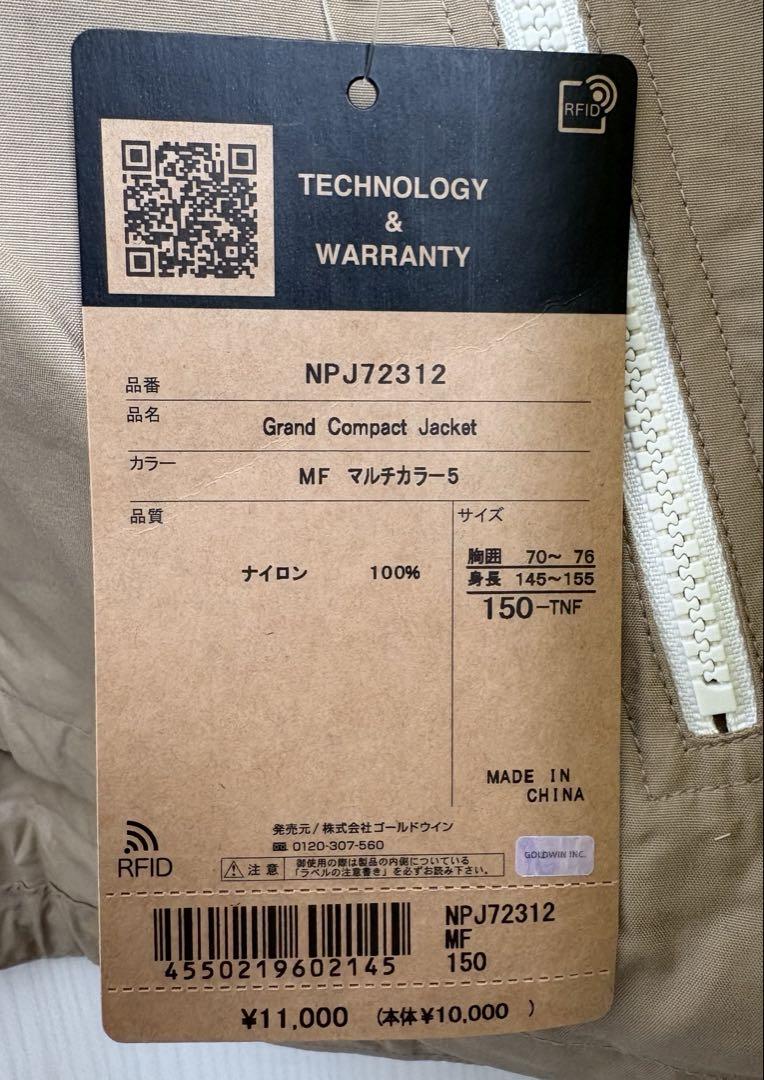 RFID
TECHNOLOGY
&
WARRANTY
品番 NPJ72312
品名 Grand Compact Jacket
カラー MF マルチカラー5
品質
ナイロン 100%
サイズ
胸囲 70～ 76
身長 145～155
150-TNF
MADE IN
CHINA
発売元/株式会社ゴールドウイン
0120-307-560
RFID
注意 御使用の際は製品の内側についている
「ラベルの注意書き」を必ずお読み下さい。
GOLDWIN INC.
NPJ72312
MF
150
4550219602145
¥11,000 (本体¥10,000 )